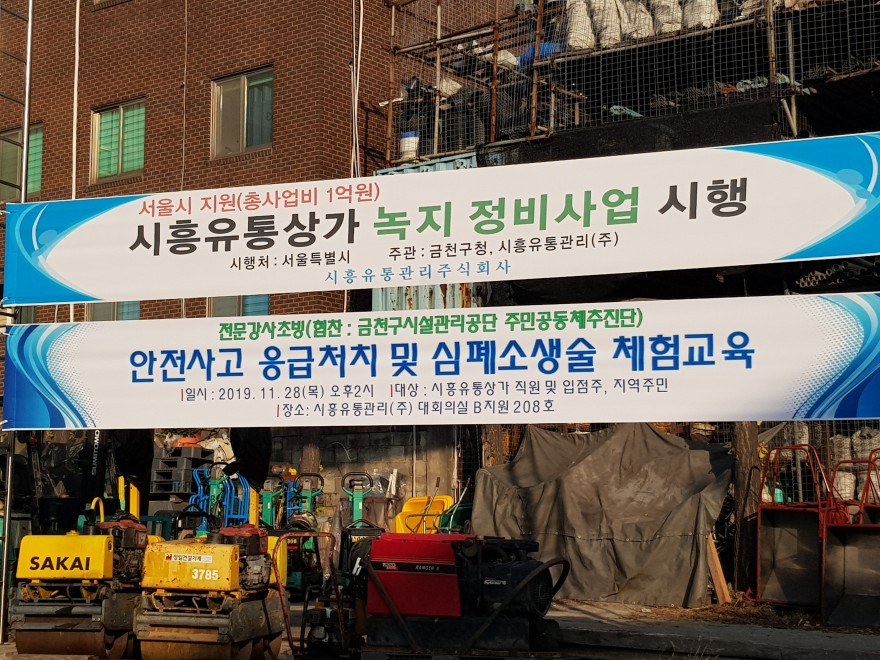 서울시 지원(총사업비 1억원)
시흥유통상가 녹지 정비사업 시행
시행처 : 서울특별시 주관 : 금천구청, 시흥유통관리(주)
시흥유통관리주식회사
전문강사초빙(협찬 : 금천구시설관리공단 주민공동체추진단)
안전사고 응급처치 및 심폐소생술 체험교육
일시 : 2019. 11. 28(목) 오후2시 대상 : 시흥유통상가 직원 및 입점주, 지역주민
장소: 시흥유통관리(주) 대회의실 B지원 208호
SUMITOMO
SAKAI
3785
RANGER